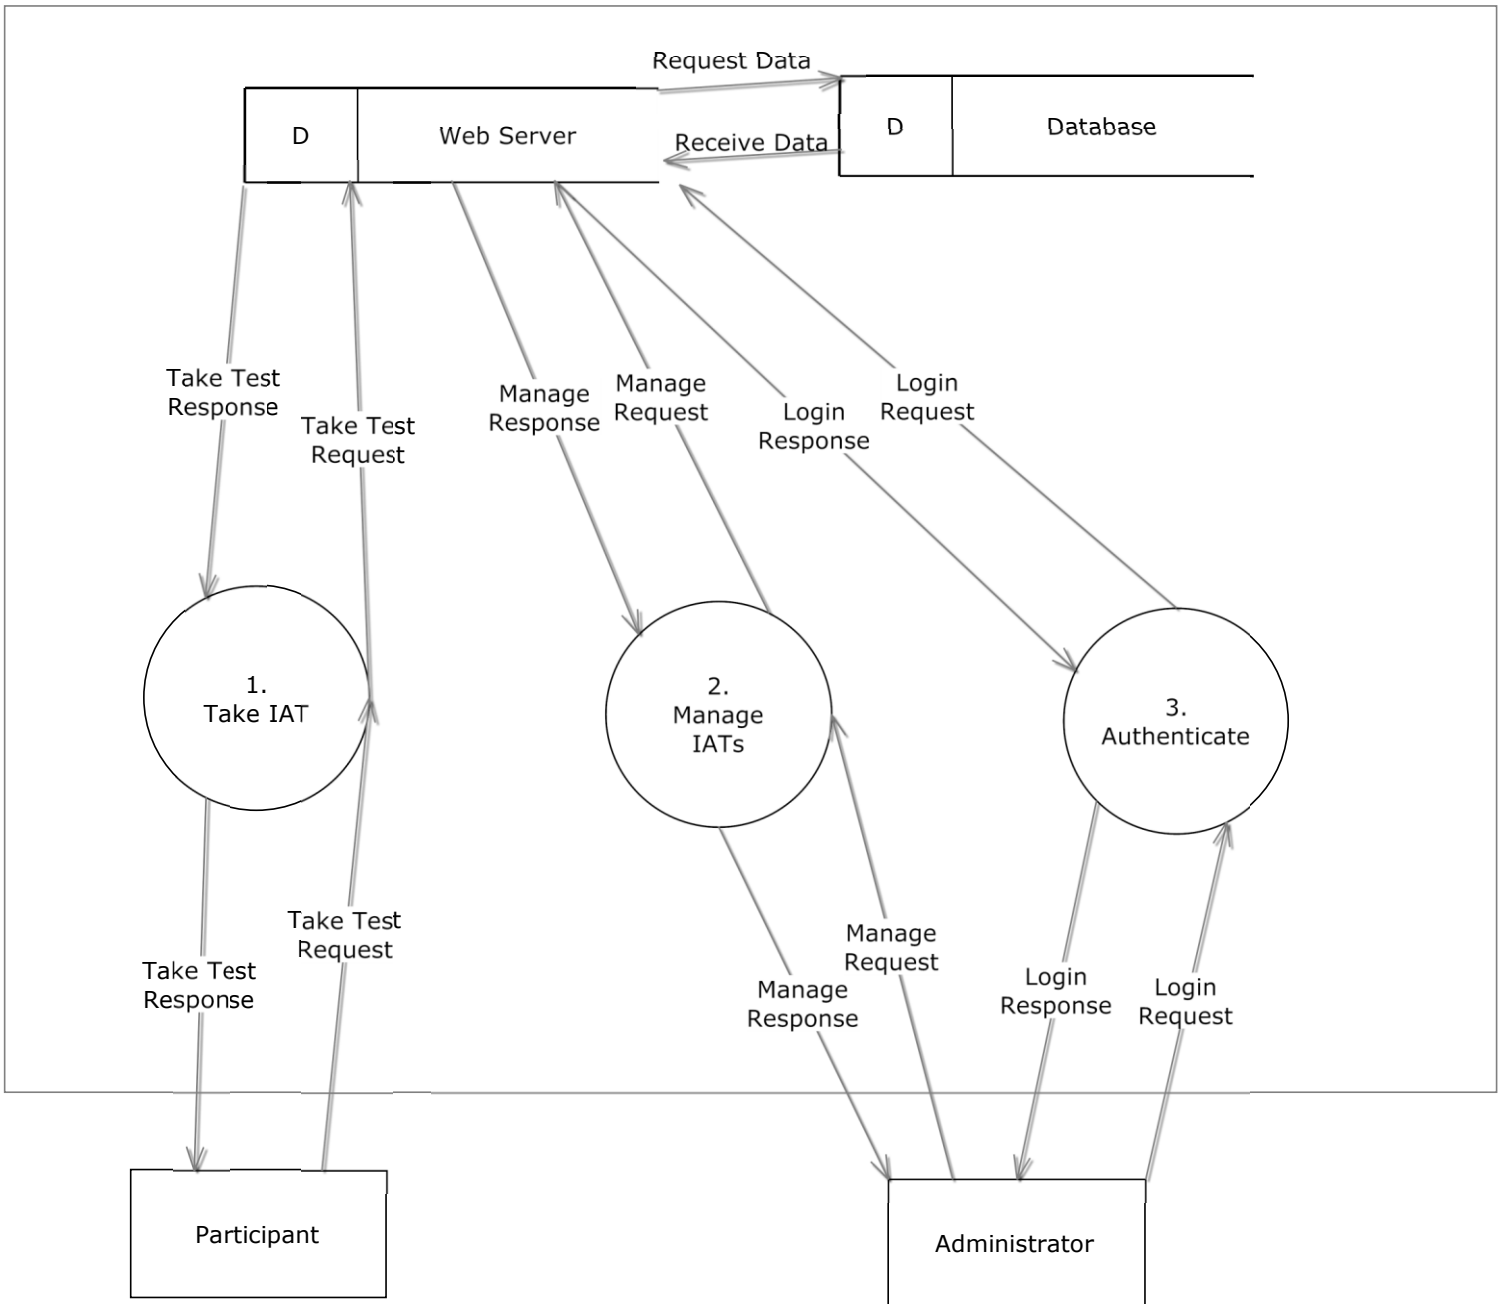 Request Data
D
Web Server
D
Database
Receive Data
Take Test
Response
Take Test
Request
Manage
Response
Manage
Request
Login
Response
Login
Request
1.
Take IAT
2.
Manage
IATs
3.
Authenticate
Take Test
Response
Take Test
Request
Manage
Response
Manage
Request
Login
Response
Login
Request
Participant
Administrator